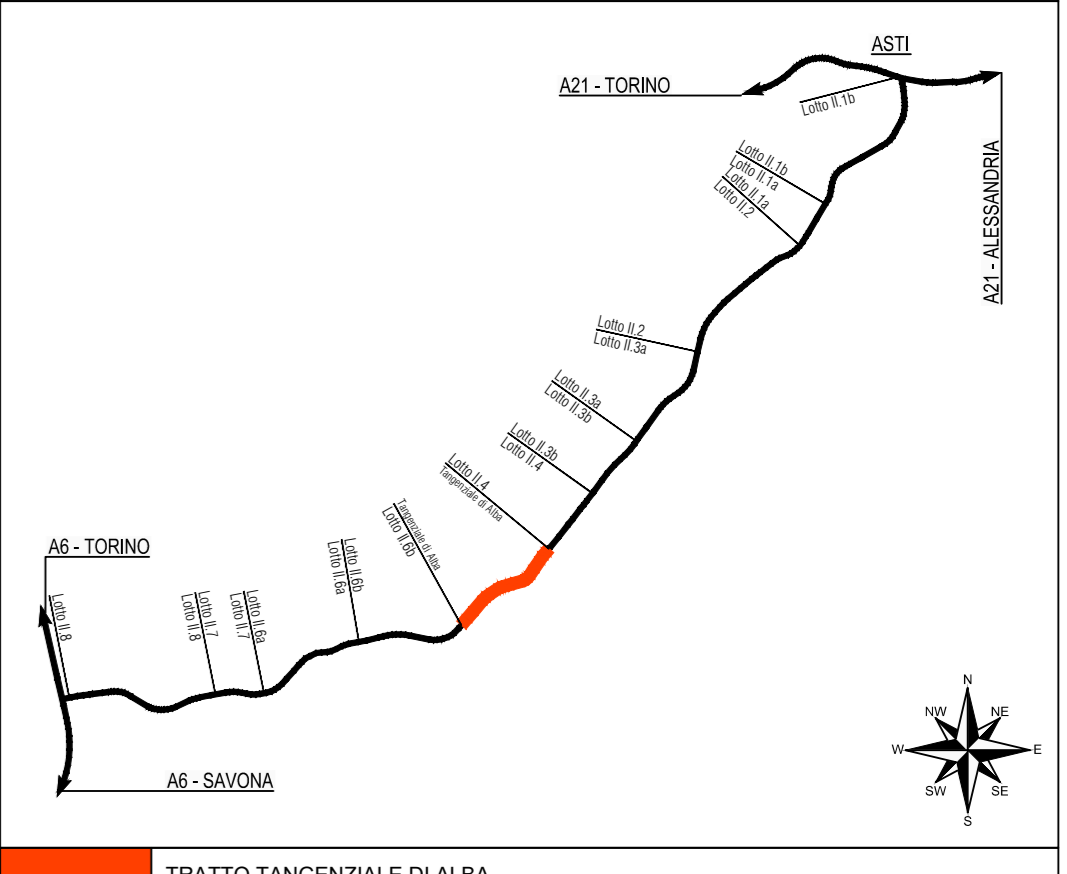 ASTI
A21 - TORINO
Lotto II.1b
A21 - ALESSANDRIA
Lotto II.1b
Lotto II.1a
Lotto II.1a
Lotto II.2
Lotto II.2
Lotto II.3a
Lotto II.3a
Lotto II.3b
Lotto II.3b
Lotto II.4
Lotto II.4
Tangenziale di Alba
Tangenziale di Alba
Lotto II.6b
Lotto II.6b
Lotto II.6a
Lotto II.6a
Lotto II.7
Lotto II.7
Lotto II.8
A6 - TORINO
Lotto II.8
A6 - SAVONA
N
NW NE
W E
SW SE
S
TRATTO TANGENZIALE DI ALBA